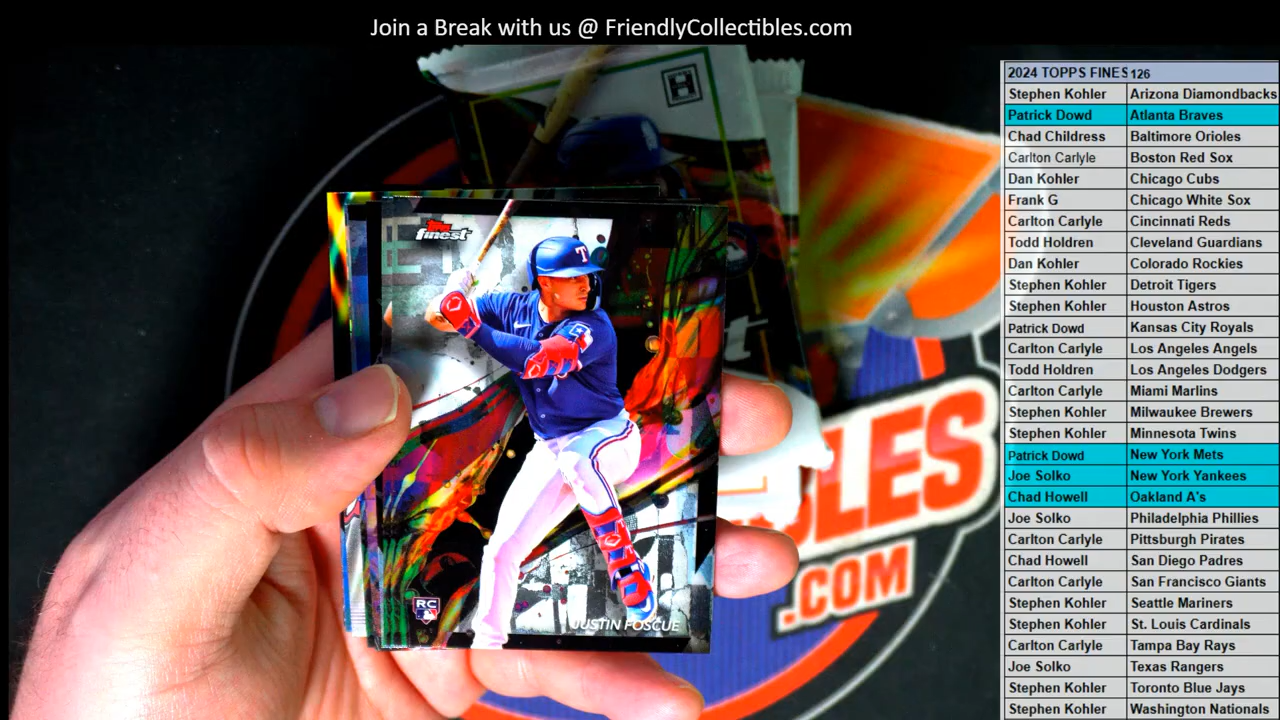 Join a Break with us @ FriendlyCollectibles.com
2024 TOPPS FINES 126
Stephen Kohler Arizona Diamondbacks
Patrick Dowd Atlanta Braves
Chad Childress Baltimore Orioles
Carlton Carlyle Boston Red Sox
Dan Kohler Chicago Cubs
Frank G Chicago White Sox
Carlton Carlyle Cincinnati Reds
Todd Holdren Cleveland Guardians
Dan Kohler Colorado Rockies
Stephen Kohler Detroit Tigers
Stephen Kohler Houston Astros
Patrick Dowd Kansas City Royals
Carlton Carlyle Los Angeles Angels
Todd Holdren Los Angeles Dodgers
Carlton Carlyle Miami Marlins
Stephen Kohler Milwaukee Brewers
Stephen Kohler Minnesota Twins
Patrick Dowd New York Mets
Joe Solko New York Yankees
Chad Howell Oakland A's
Joe Solko Philadelphia Phillies
Carlton Carlyle Pittsburgh Pirates
Chad Howell San Diego Padres
Carlton Carlyle San Francisco Giants
Stephen Kohler Seattle Mariners
Stephen Kohler St. Louis Cardinals
Carlton Carlyle Tampa Bay Rays
Joe Solko Texas Rangers
Stephen Kohler Toronto Blue Jays
Stephen Kohler Washington Nationals
H
Topps
finest
T
RC
JUSTIN FOSCUE
LES
.COM